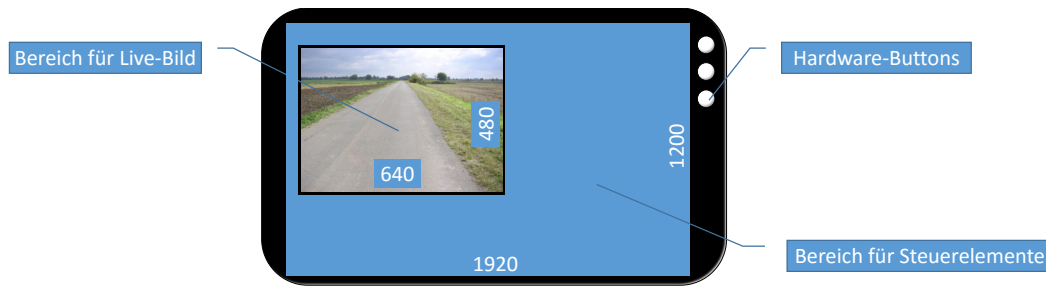 Bereich für Live-Bild
Hardware-Buttons
480
1200
640
Bereich für Steuerelemente
1920